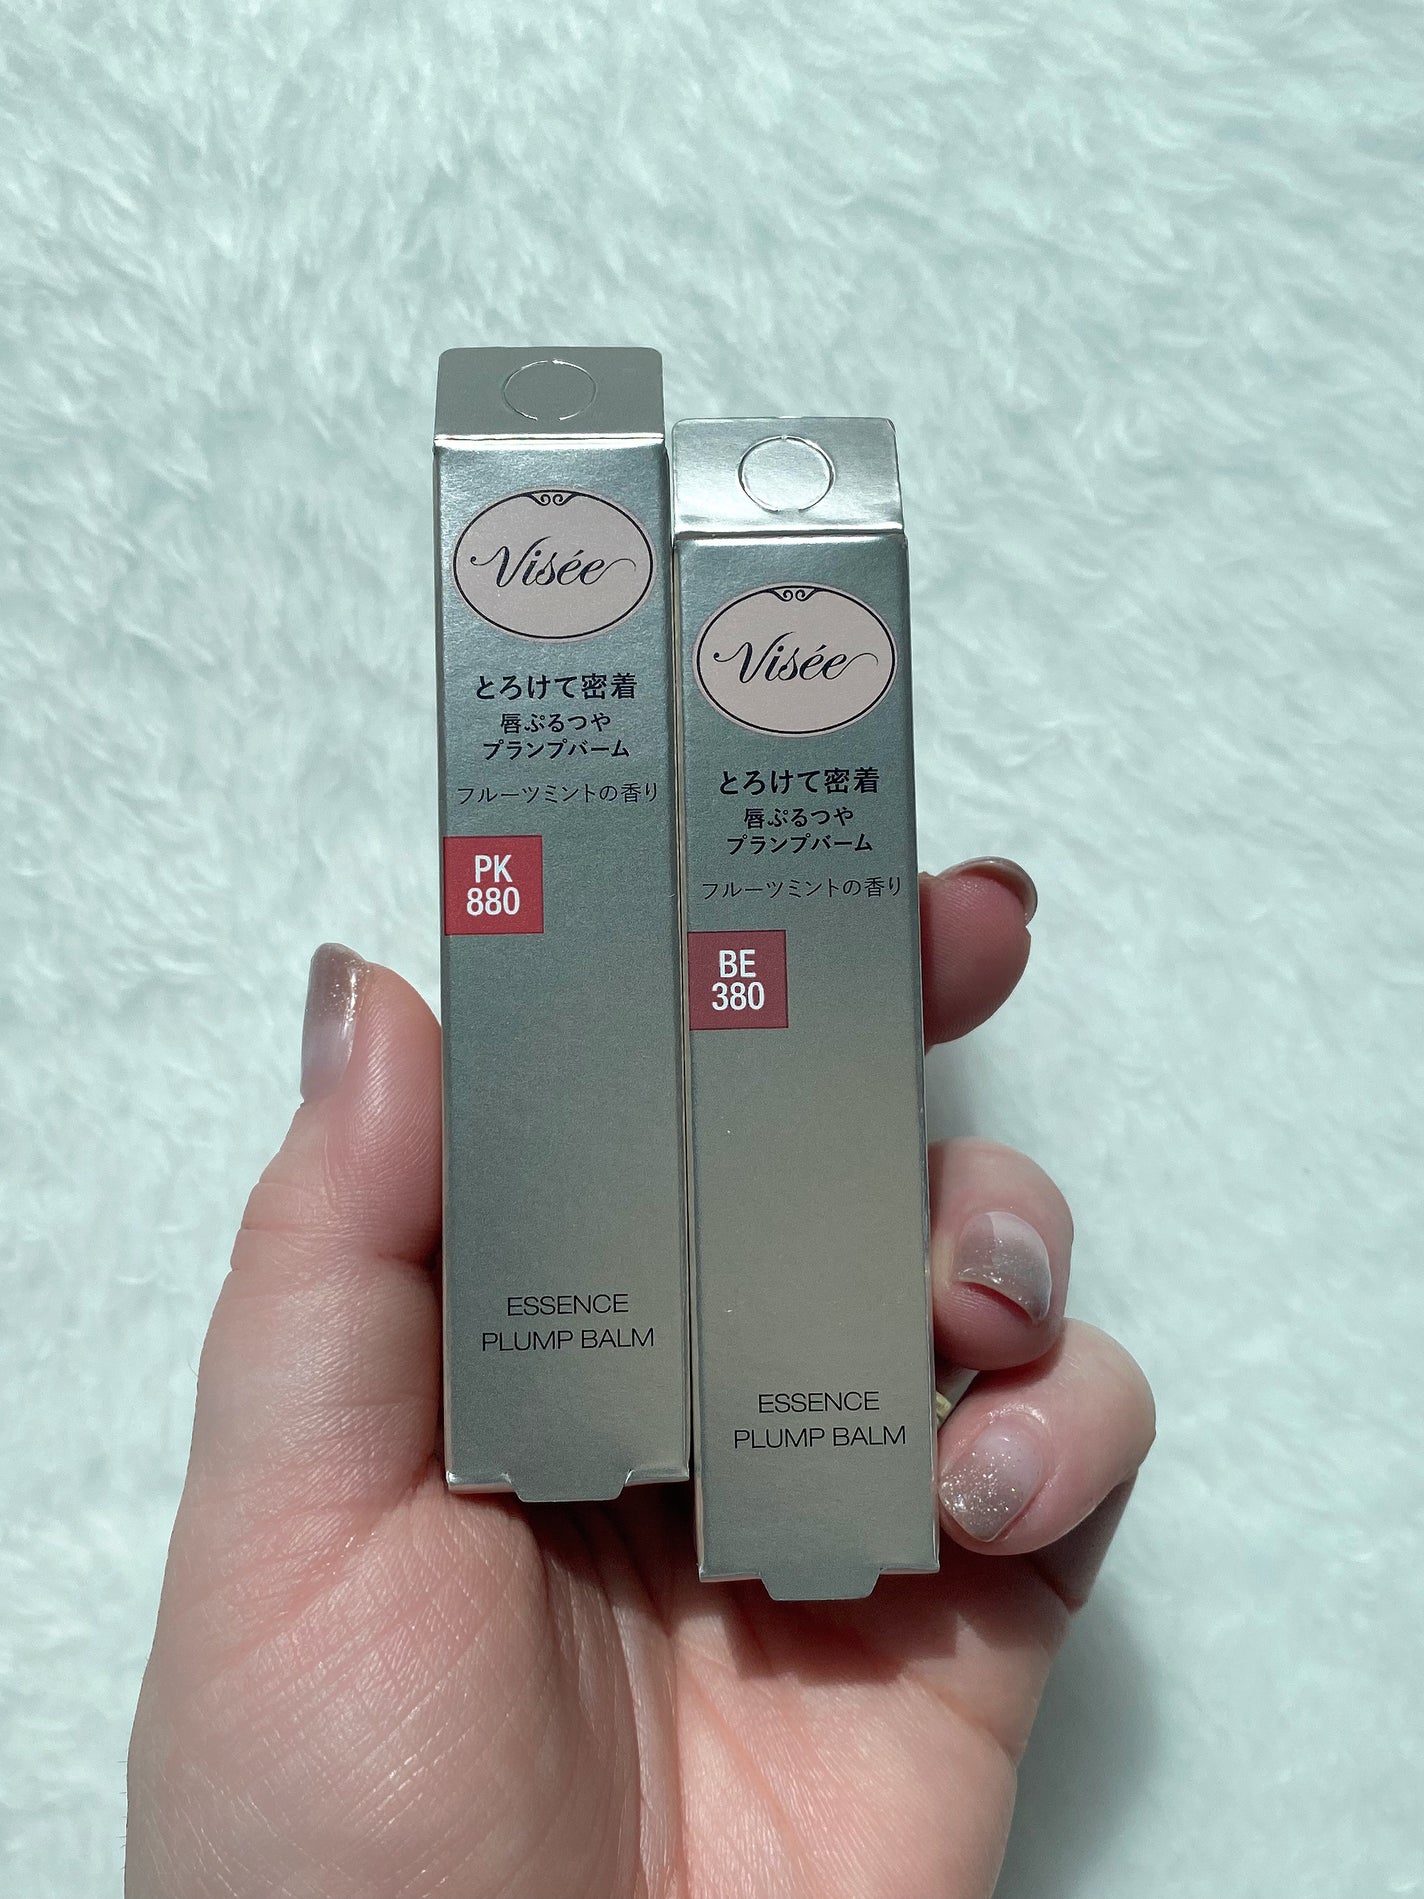 Visée
とろけて密着
唇ぷるつや
プランプバーム
フルーツミントの香り
PK
880
ESSENCE
PLUMP BALM
Visée
とろけて密着
唇ぷるつや
プランプバーム
フルーツミントの香り
BE
380
ESSENCE
PLUMP BALM